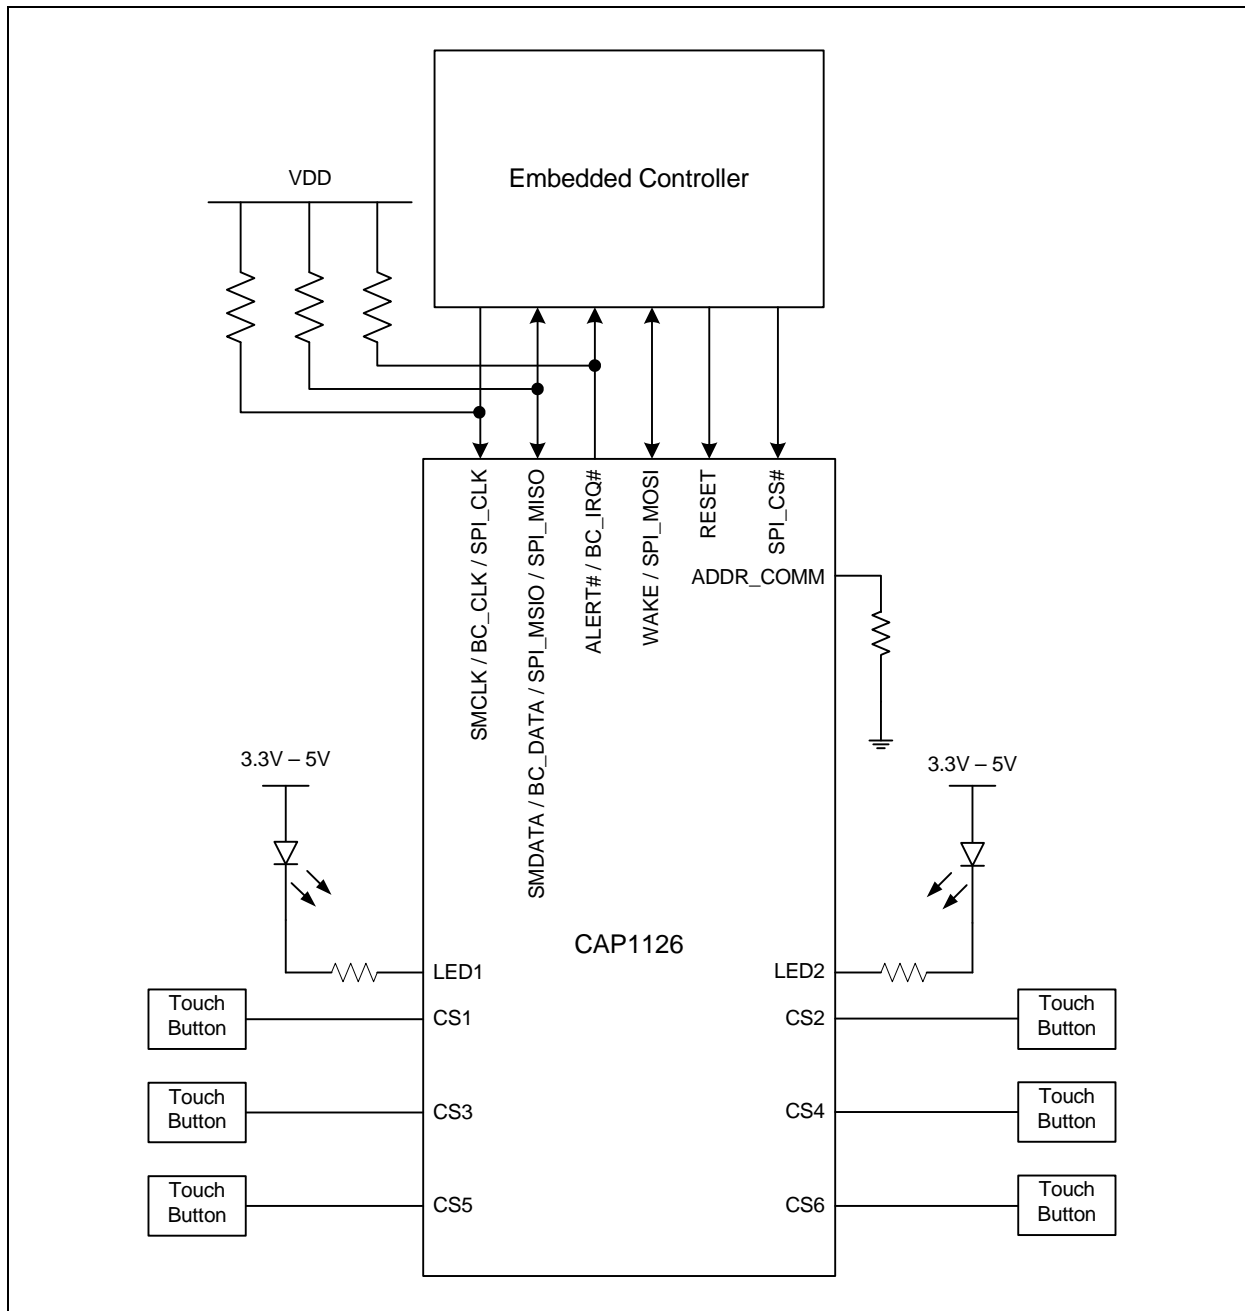 Embedded Controller
VDD
SMCLK / BC_CLK / SPI_CLK
SMDATA / BC_DATA / SPI_MSIO / SPI_MISO
ALERT# / BC_IRQ#
WAKE / SPI_MOSI
RESET
SPI_CS#
ADDR_COMM
3.3V – 5V
3.3V – 5V
CAP1126
LED1
LED2
Touch
Button
CS1
CS2
Touch
Button
Touch
Button
CS3
CS4
Touch
Button
Touch
Button
CS5
CS6
Touch
Button